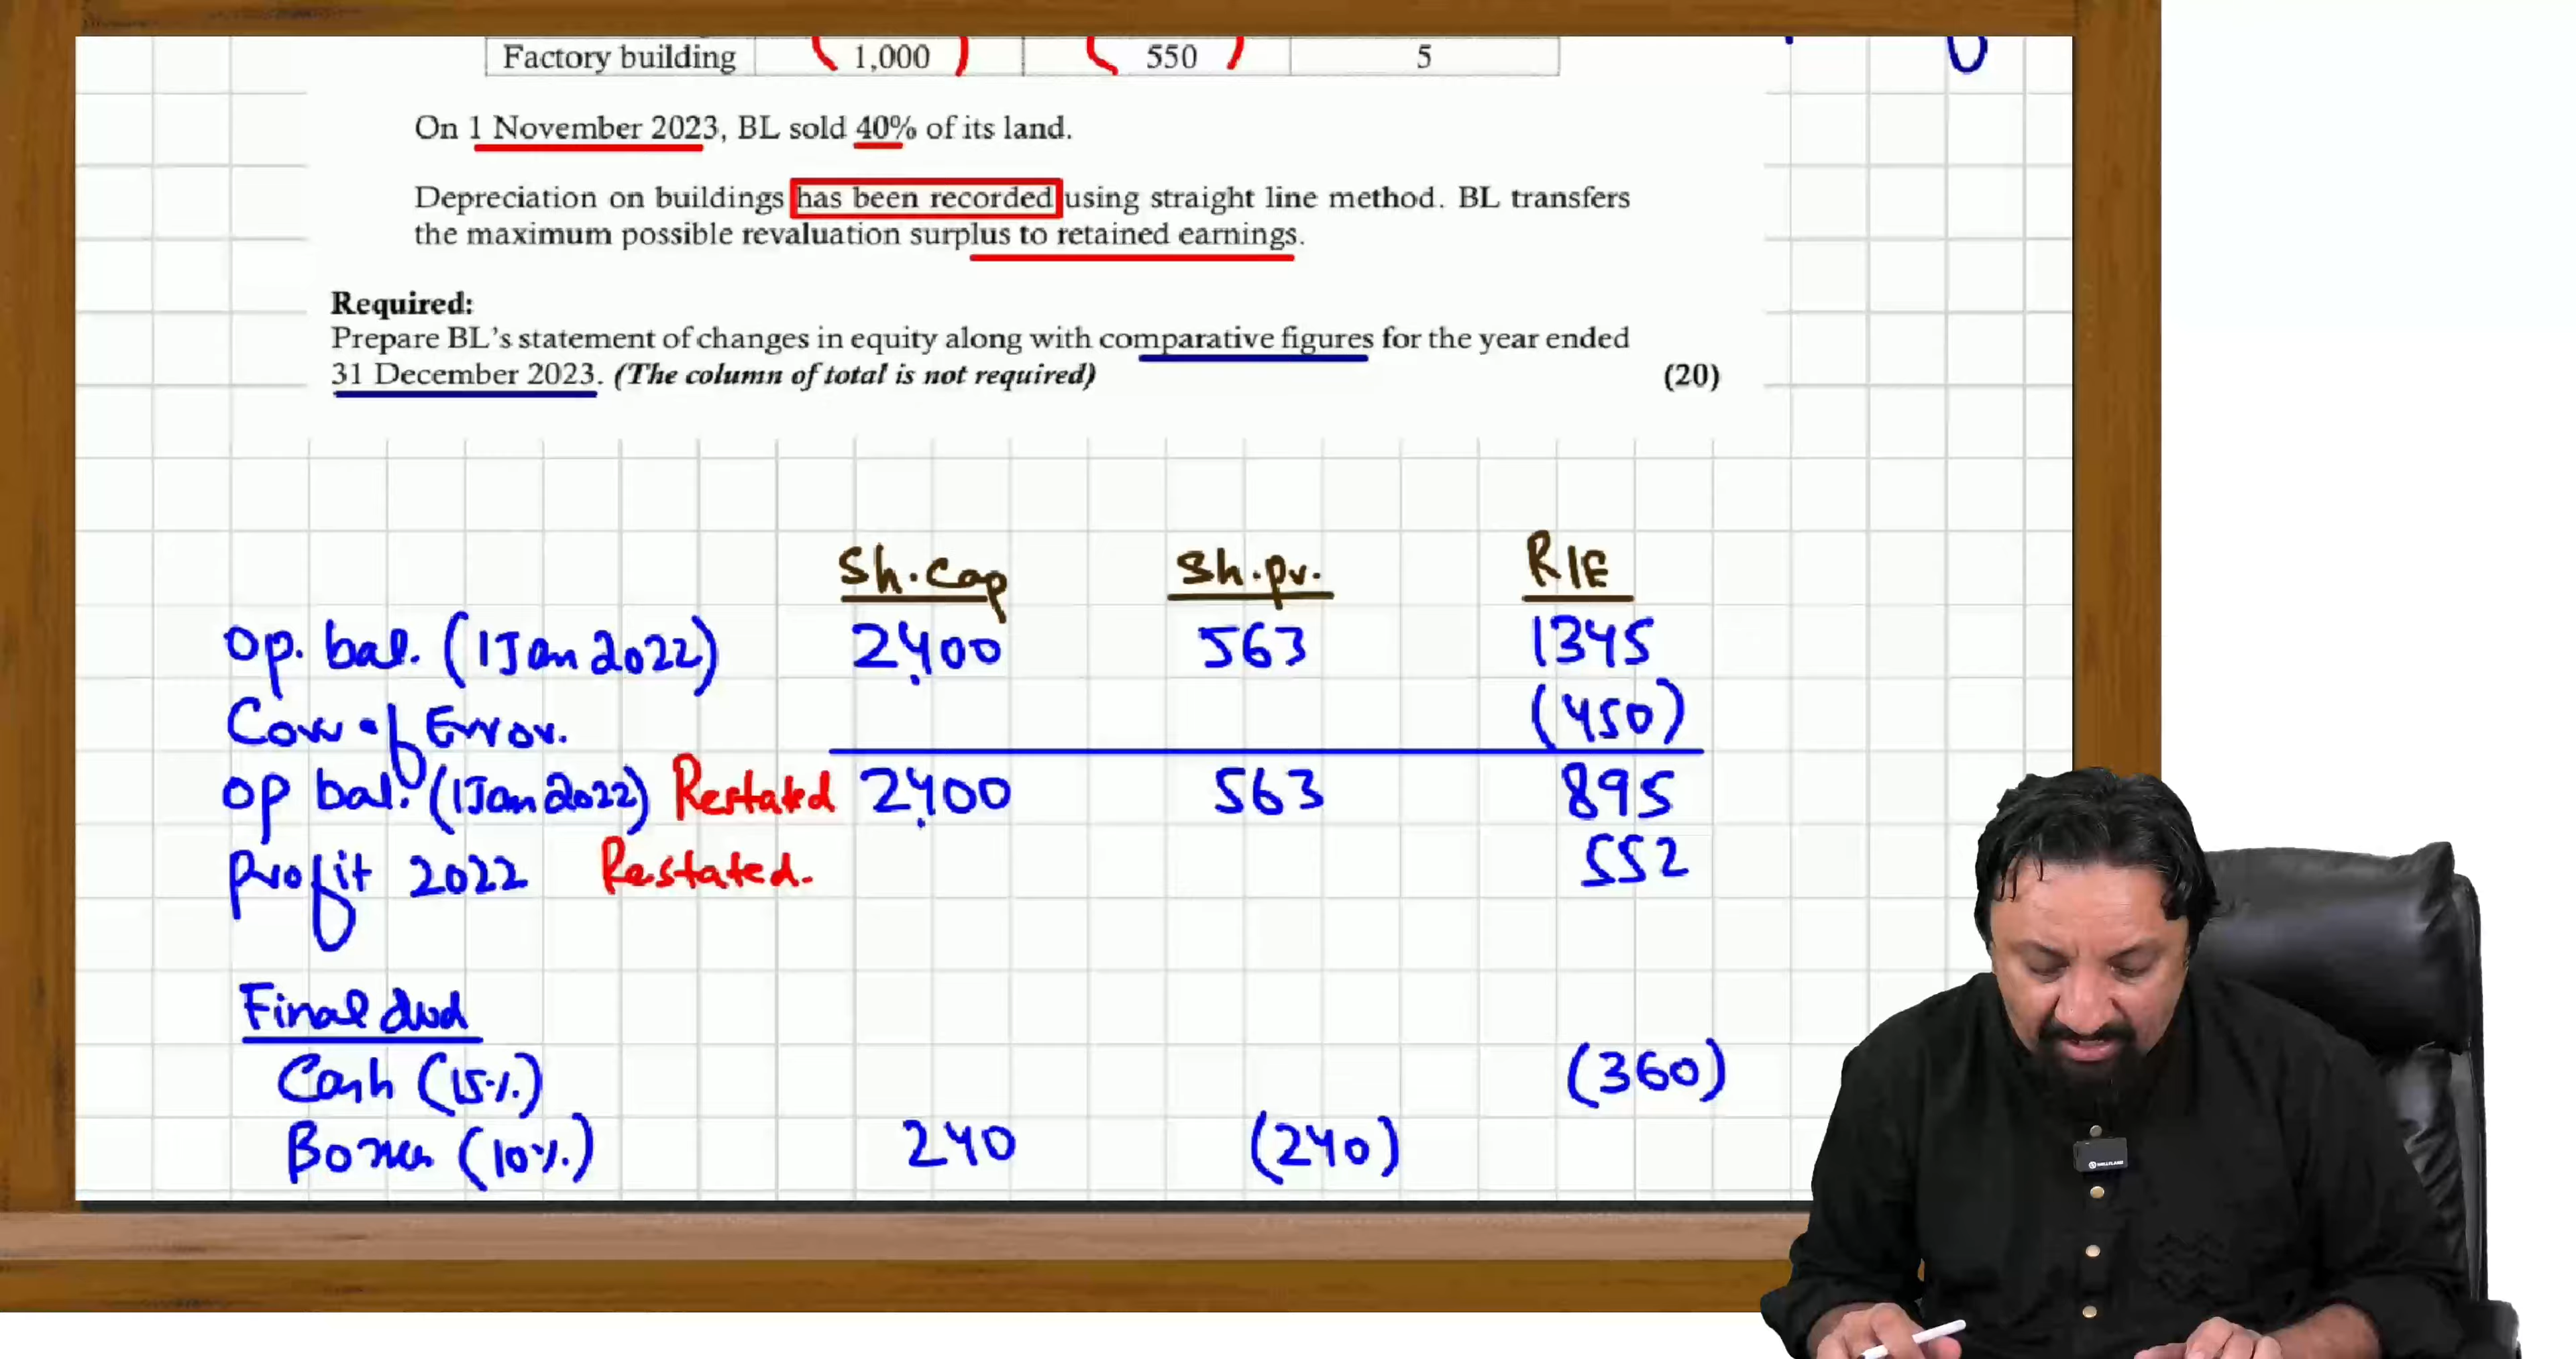 Factory building 1,000 550 5
On 1 November 2023, BL sold 40% of its land.
Depreciation on buildings has been recorded using straight line method. BL transfers
the maximum possible revaluation surplus to retained earnings.
Required:
Prepare BL's statement of changes in equity along with comparative figures for the year ended
31 December 2023. (The column of total is not required) (20)
Sh.Cap Sh.pr. R/E
Op. bal. (1 Jan 2022) 2400 563 1345
Corr of Error. (450)
Op bal. (1 Jan 2022) Restated 2400 563 895
Profit 2022 Restated. 552
Final dvd
Cash (15%) (360)
Bonus (10%) 240 (240)